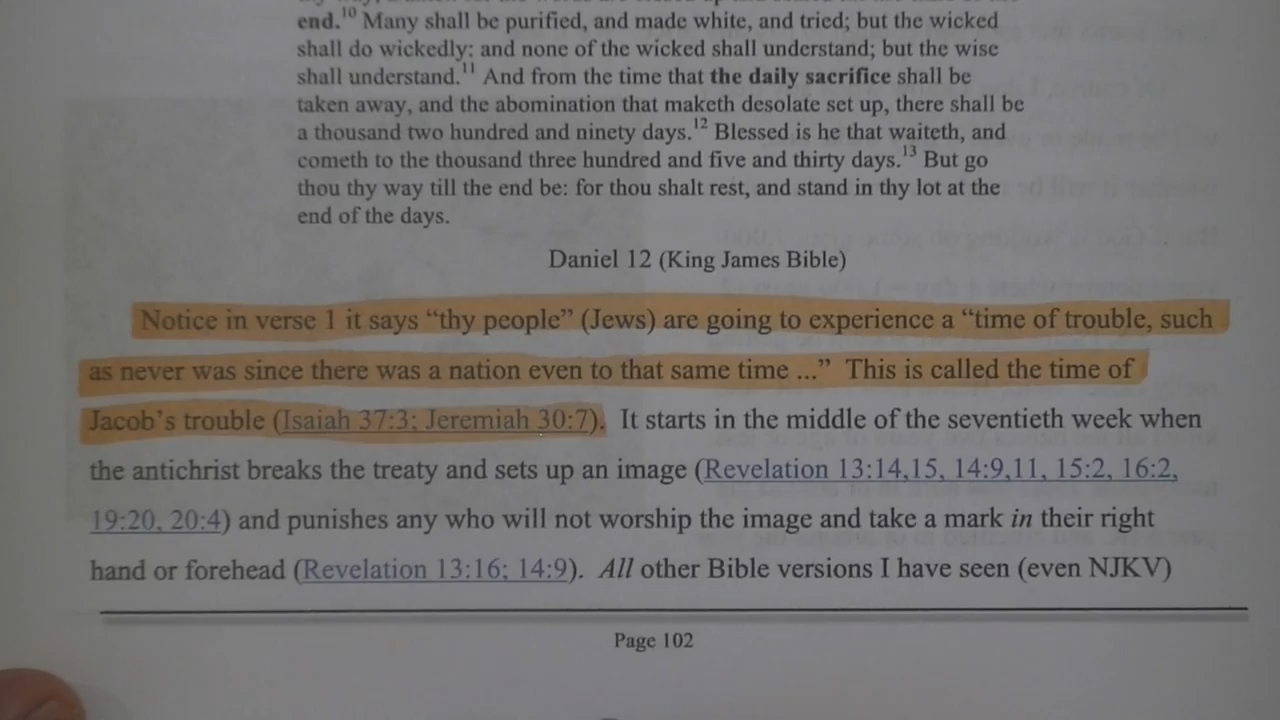 end.10 Many shall be purified, and made white, and tried; but the wicked
shall do wickedly: and none of the wicked shall understand; but the wise
shall understand.11 And from the time that the daily sacrifice shall be
taken away, and the abomination that maketh desolate set up, there shall be
a thousand two hundred and ninety days.12 Blessed is he that waiteth, and
cometh to the thousand three hundred and five and thirty days.13 But go
thou thy way till the end be: for thou shalt rest, and stand in thy lot at the
end of the days.
Daniel 12 (King James Bible)
Notice in verse 1 it says “thy people” (Jews) are going to experience a “time of trouble, such
as never was since there was a nation even to that same time ...” This is called the time of
Jacob’s trouble (Isaiah 37:3; Jeremiah 30:7). It starts in the middle of the seventieth week when
the antichrist breaks the treaty and sets up an image (Revelation 13:14,15, 14:9,11, 15:2, 16:2,
19:20, 20:4) and punishes any who will not worship the image and take a mark in their right
hand or forehead (Revelation 13:16; 14:9). All other Bible versions I have seen (even NJKV)
Page 102